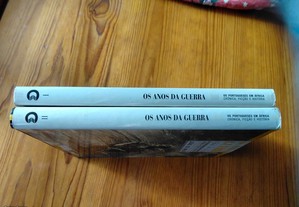 I
OS ANOS DA GUERRA
OS PORTUGUESES EM ÁFRICA
CRÓNICA, FICÇÃO E HISTÓRIA
II
OS ANOS DA GUERRA
OS PORTUGUESES EM ÁFRICA
CRÓNICA, FICÇÃO E HISTÓRIA